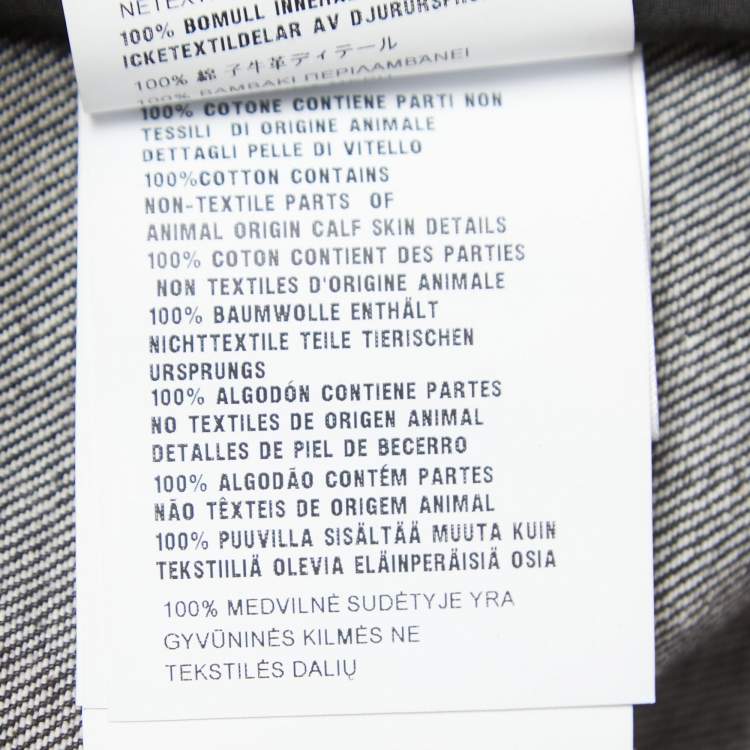 100% BOMULL
ICKETEXTILDELAR AV
100% 綿 子牛革ディテール
100% ΒΑΜΒΑΚΙ ΠΕΡΙΛΑΜΒΑΝΕΙ
100% COTONE CONTIENE PARTI NON
TESSILI DI ORIGINE ANIMALE
DETTAGLI PELLE DI VITELLO
100%COTTON CONTAINS
NON-TEXTILE PARTS OF
ANIMAL ORIGIN CALF SKIN DETAILS
100% COTON CONTIENT DES PARTIES
NON TEXTILES D'ORIGINE ANIMALE
100% BAUMWOLLE ENTHÄLT
NICHTTEXTILE TEILE TIERISCHEN
URSPRUNGS
100% ALGODÓN CONTIENE PARTES
NO TEXTILES DE ORIGEN ANIMAL
DETALLES DE PIEL DE BECERRO
100% ALGODÃO CONTÉM PARTES
NÃO TÊXTEIS DE ORIGEM ANIMAL
100% PUUVILLA SISÄLTÄÄ MUUTA KUIN
TEKSTIILIÄ OLEVIA ELÄINPERÄISIÄ OSIA
100% MEDVILNĖ SUDĖTYJE YRA
GYVŪNINĖS KILMĖS NE
TEKSTILĖS DALIŲ